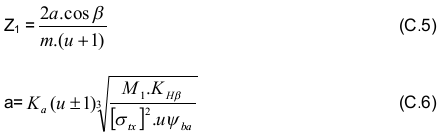 Z₁ = 2a.cos β / m.(u + 1) (C.5)
a= Kₐ (u ± 1) ∛(M₁.K_Hβ / [σ_tx]².uψ_ba) (C.6)